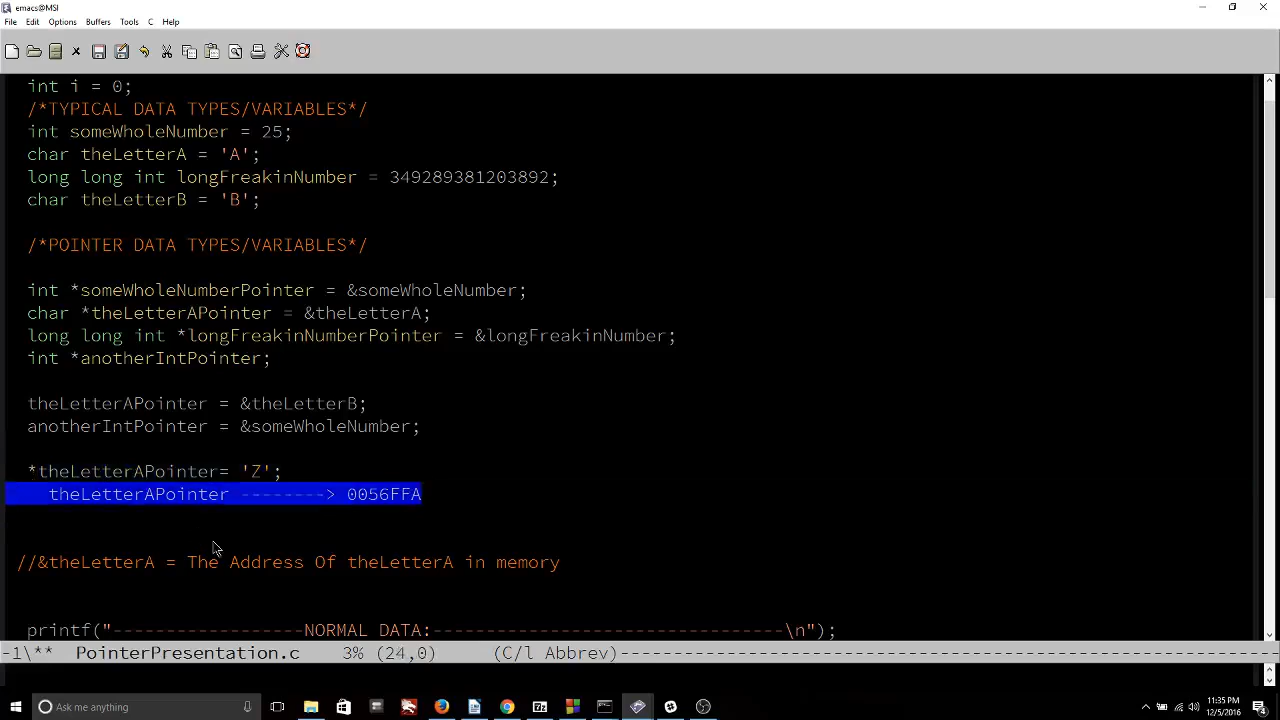 emacs@MSI
File Edit Options Buffers Tools C Help
int i = 0;
/*TYPICAL DATA TYPES/VARIABLES*/
int someWholeNumber = 25;
char theLetterA = 'A';
long long int longFreakinNumber = 349289381203892;
char theLetterB = 'B';
/*POINTER DATA TYPES/VARIABLES*/
int *someWholeNumberPointer = &someWholeNumber;
char *theLetterAPointer = &theLetterA;
long long int *longFreakinNumberPointer = &longFreakinNumber;
int *anotherIntPointer;
theLetterAPointer = &theLetterB;
anotherIntPointer = &someWholeNumber;
*theLetterAPointer= 'Z';
theLetterAPointer --------> 0056FFA
//&theLetterA = The Address Of theLetterA in memory
printf("------------------NORMAL DATA:---------------------------------\n");
-1\** PointerPresentation.c 3% (24,0) (C/l Abbrev)--------------------------------------------------------------
Ask me anything
11:35 PM
12/5/2016